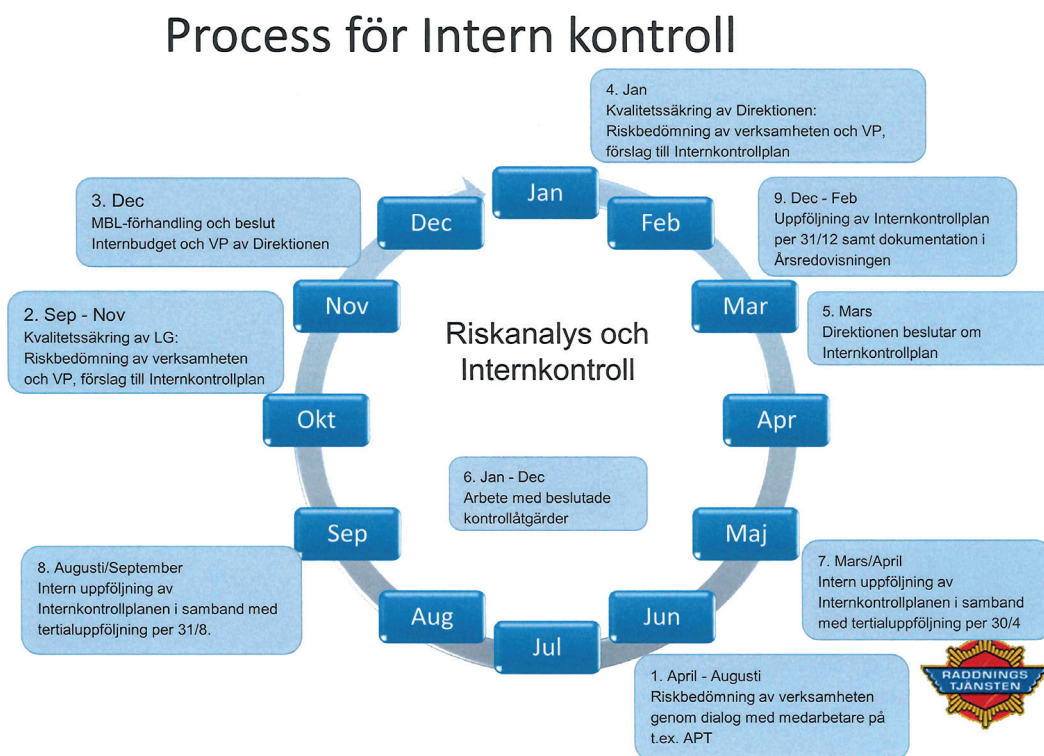 Process för Intern kontroll
4. Jan
Kvalitetssäkring av Direktionen:
Riskbedömning av verksamheten och VP,
förslag till Internkontrollplan
3. Dec
MBL-förhandling och beslut
Internbudget och VP av Direktionen
Jan
Dec
Feb
9. Dec - Feb
Uppföljning av Internkontrollplan
per 31/12 samt dokumentation i
Årsredovisningen
2. Sep - Nov
Kvalitetssäkring av LG:
Riskbedömning av verksamheten
och VP, förslag till Internkontrollplan
Nov
Mar
5. Mars
Direktionen beslutar om
Internkontrollplan
Riskanalys och
Internkontroll
Okt
Apr
6. Jan - Dec
Arbete med beslutade
kontrollåtgärder
Sep
Maj
8. Augusti/September
Intern uppföljning av
Internkontrollplanen i samband med
tertialuppföljning per 31/8.
7. Mars/April
Intern uppföljning av
Internkontrollplanen i samband
med tertialuppföljning per 30/4
Aug
Jul
Jun
1. April - Augusti
Riskbedömning av verksamheten
genom dialog med medarbetare på
t.ex. APT
RÄDDNINGS
TJÄNSTEN